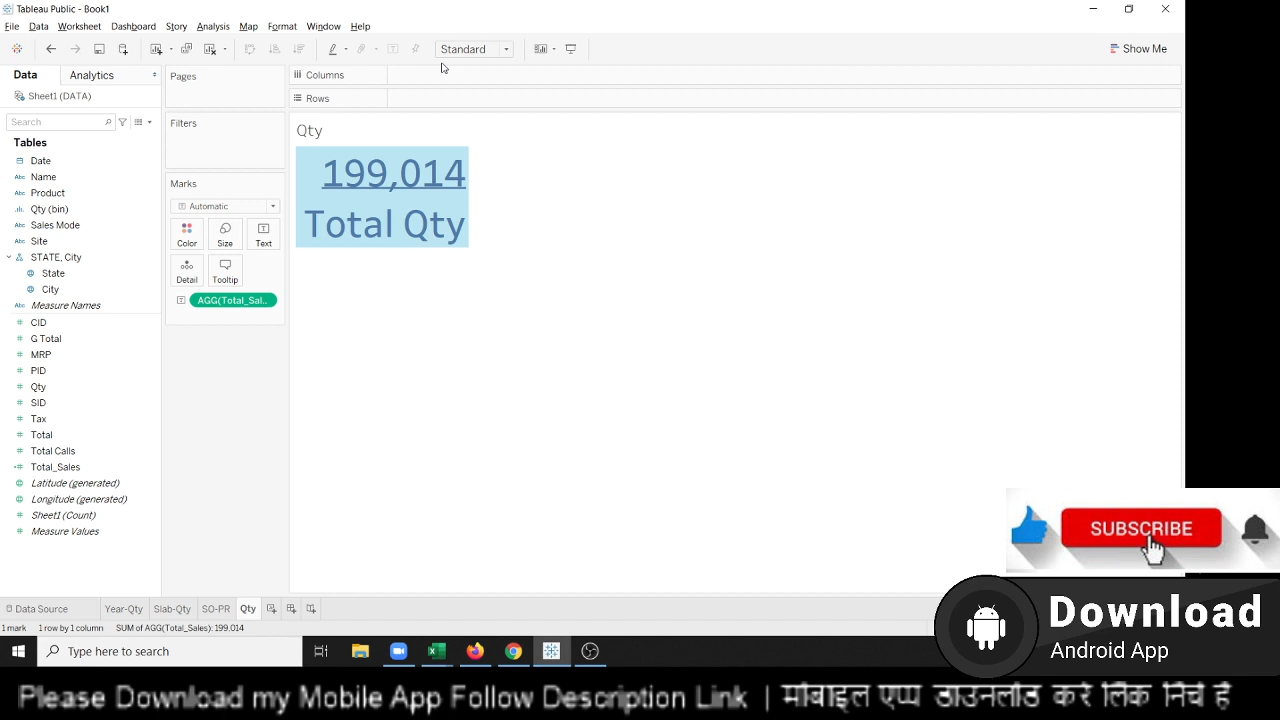 Tableau Public - Book1
File Data Worksheet Dashboard Story Analysis Map Format Window Help
Standard
Show Me
Data Analytics
Pages
Columns
Sheet1 (DATA)
Rows
Search
Filters
Qty
Tables
Date
Name
199,014
Marks
Product
Automatic
Qty (bin)
Total Qty
Sales Mode
Site
Color Size Text
STATE, City
State
Detail Tooltip
City
AGG(Total_Sal..
Measure Names
CID
G Total
MRP
PID
Qty
SID
Tax
Total
Total Calls
Total_Sales
Latitude (generated)
Longitude (generated)
Sheet1 (Count)
Measure Values
SUBSCRIBE
Data Source Year-Qty Slab-Qty SO-PR Qty
1 mark 1 row by 1 column SUM of AGG(Total_Sales): 199,014
Download
Android App
Type here to search
Please Download my Mobile App Follow Description Link | मोबाइल एप्प डाउनलोड करे लिंक निचे है